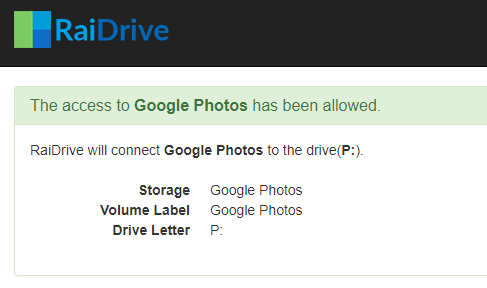 RaiDrive
The access to Google Photos has been allowed.
RaiDrive will connect Google Photos to the drive(P:).
Storage Google Photos
Volume Label Google Photos
Drive Letter P: